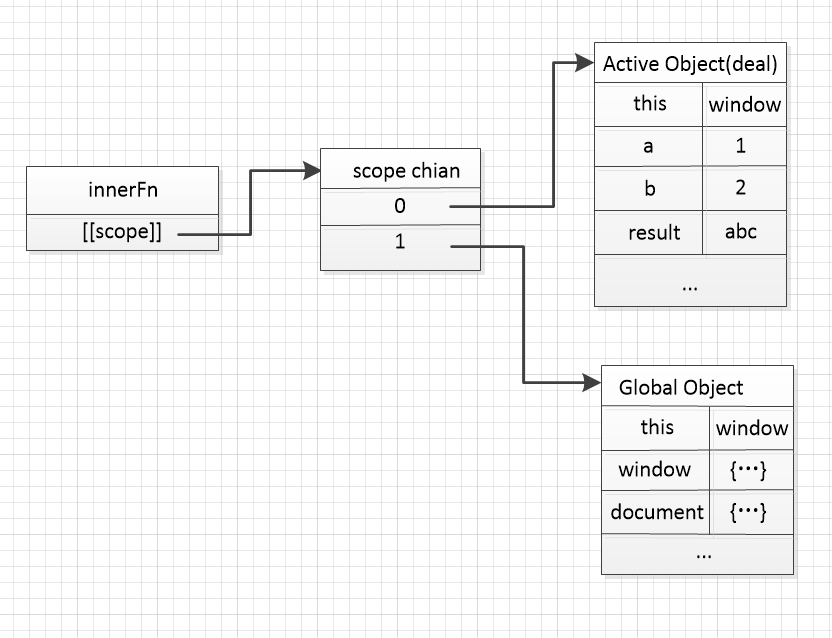 innerFn
[[scope]]
scope chian
0
1
Active Object(deal)
this window
a 1
b 2
result abc
...
Global Object
this window
window {···}
document {···}
...